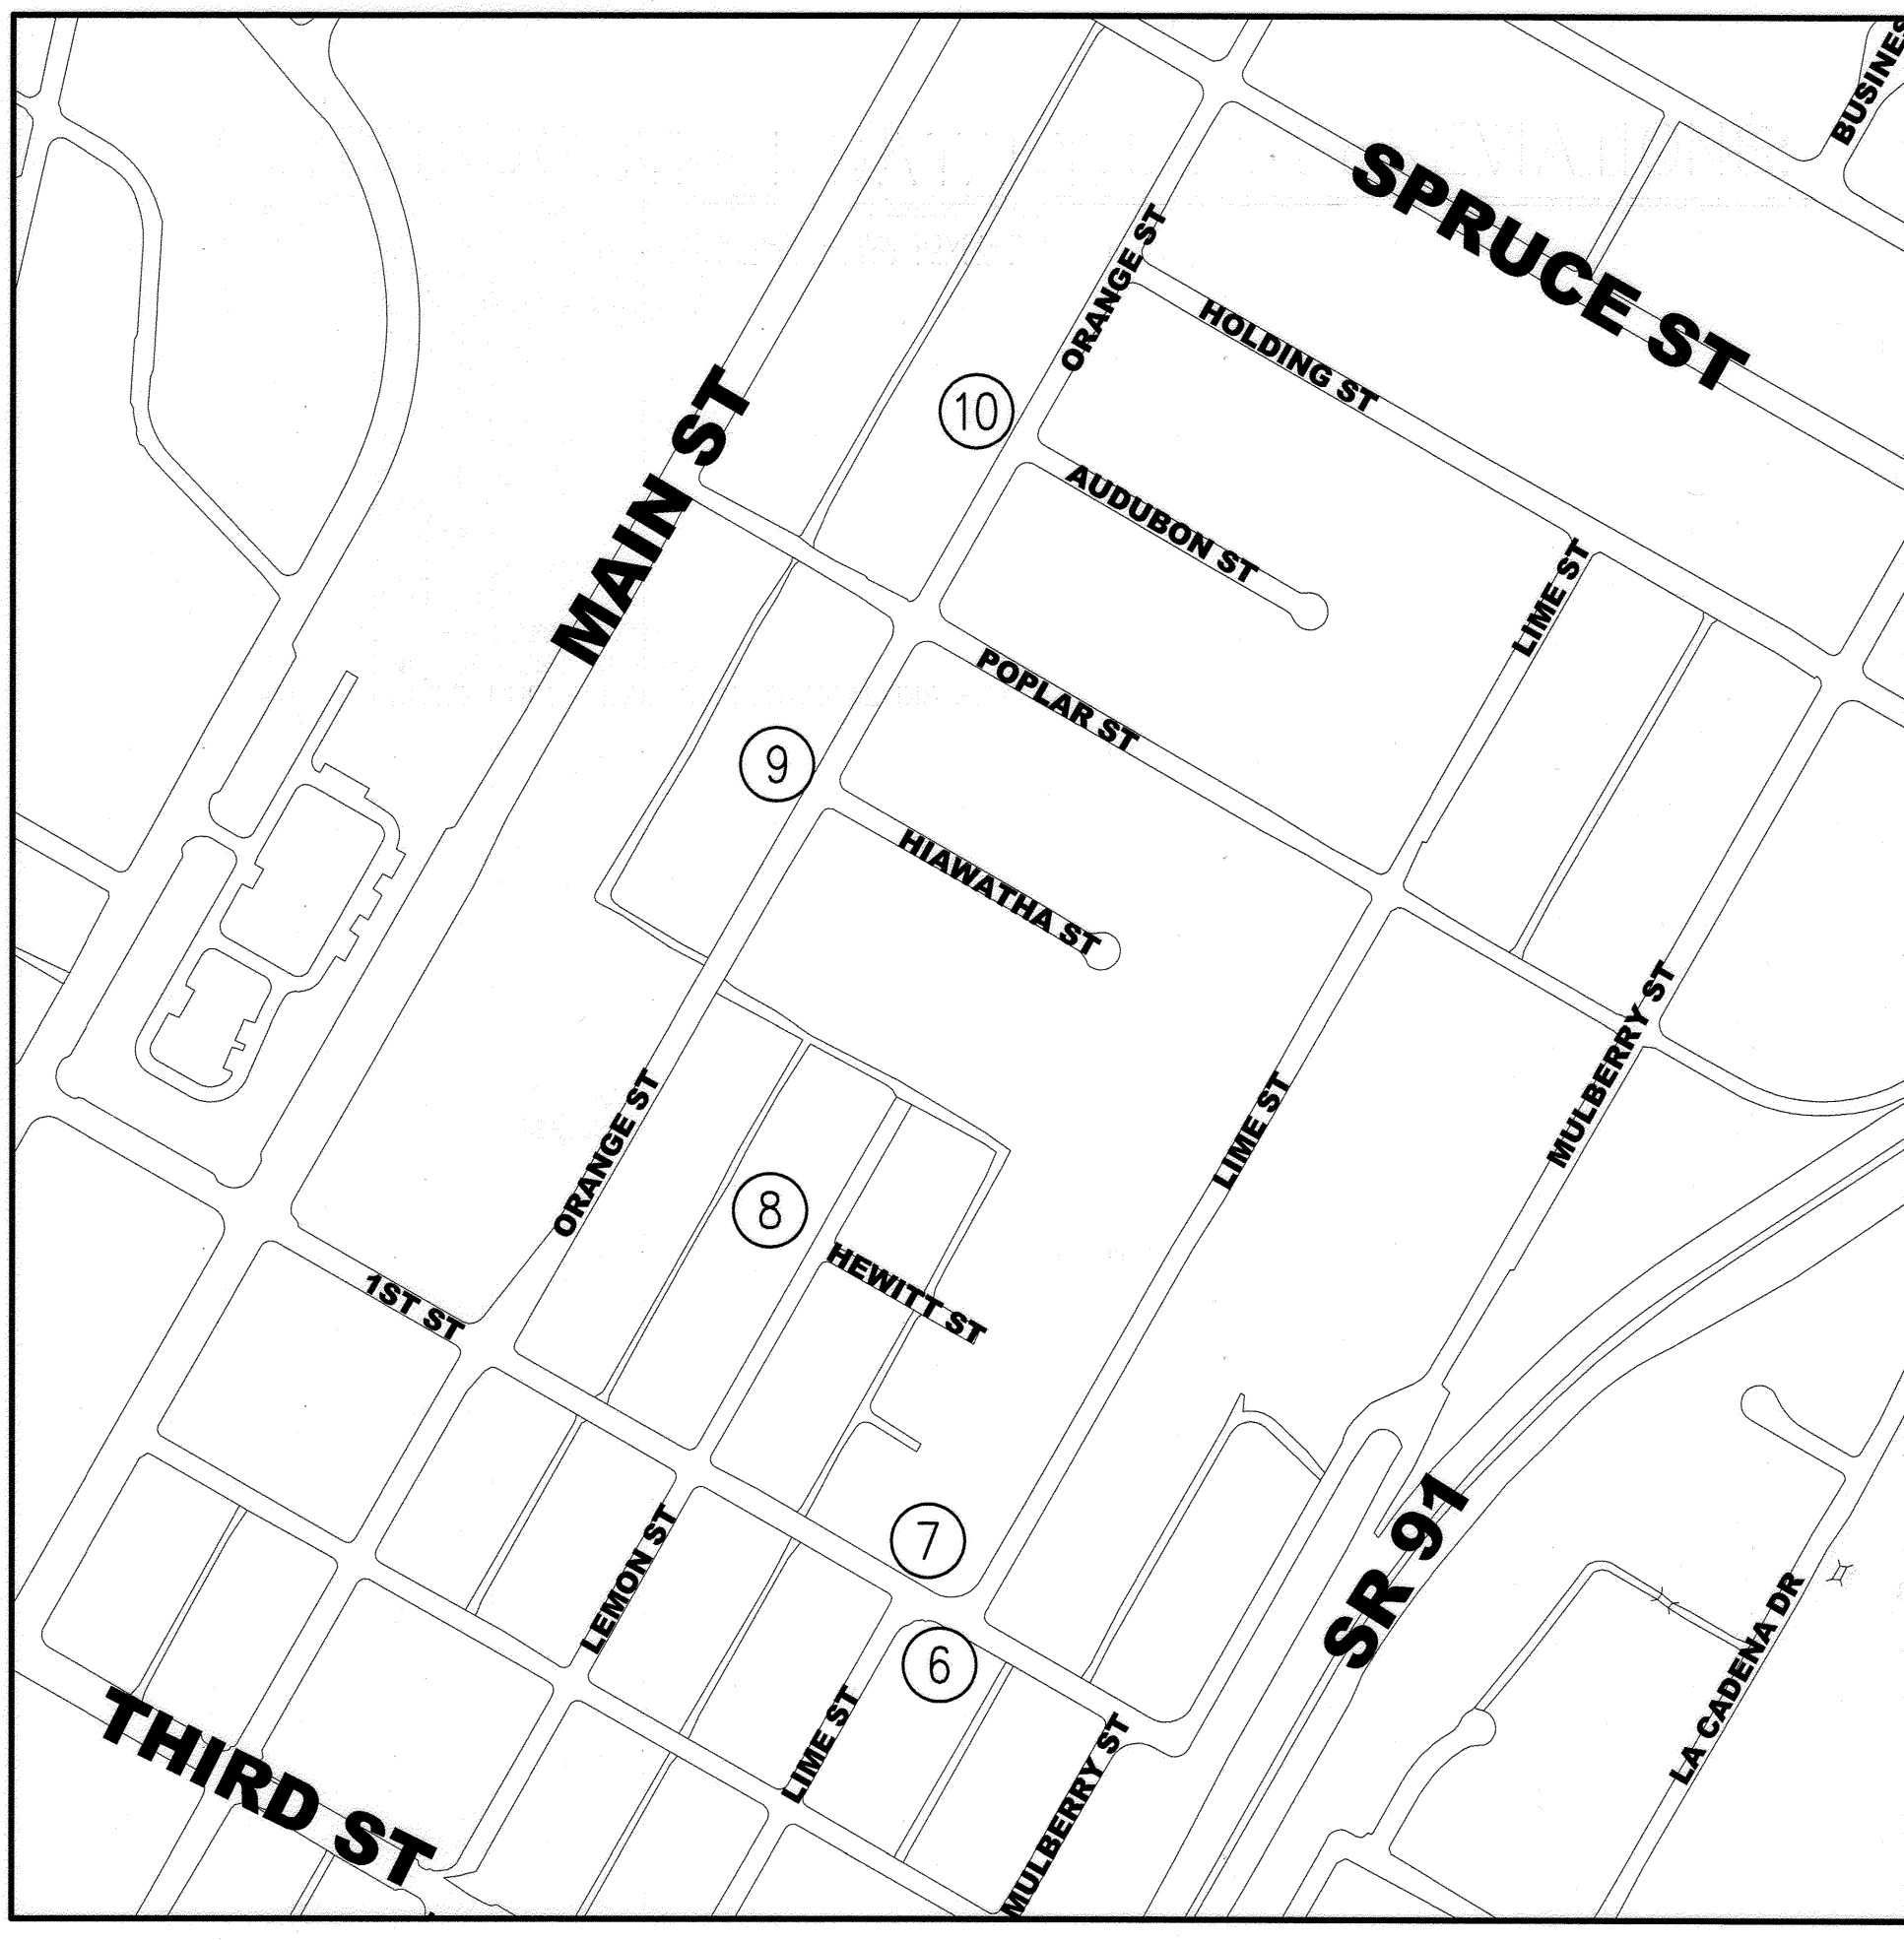 BUSINES
SPRUCE ST
ORANGE ST
HOLDING ST
MAIN ST
10
AUDUBON ST
LIME ST
POPLAR ST
9
HIAWATHA ST
MULBERRY ST
ORANGE ST
LIME ST
8
HEWITT ST
1ST ST
7
SR 91
LEMON ST
6
LA CADENA DR
THIRD ST
LIME ST
MULBERRY ST